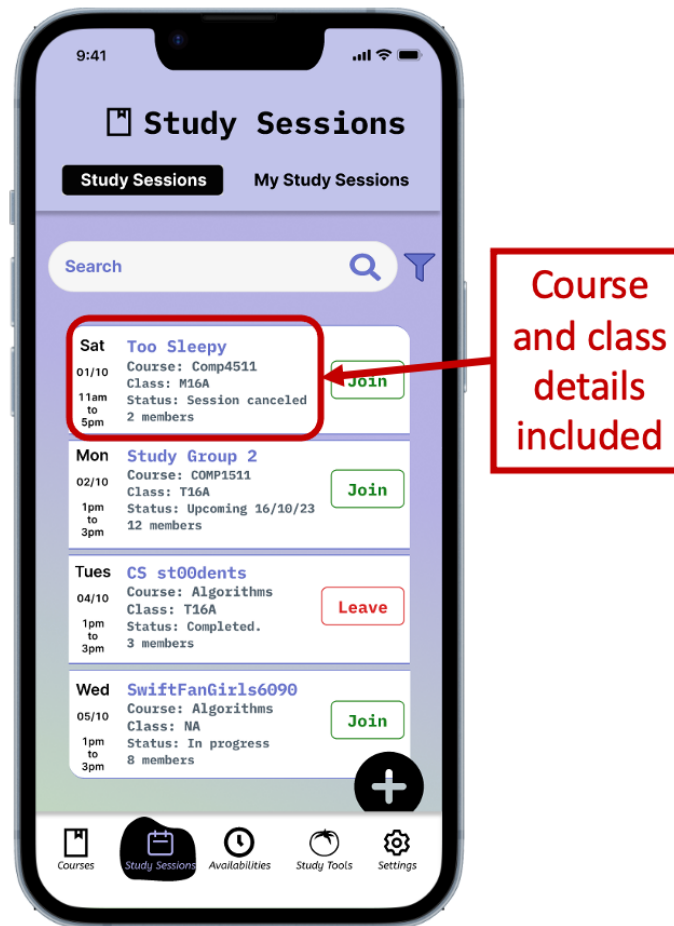 9:41
Study Sessions
Study Sessions
My Study Sessions
Search
Sat
01/10
11am
to
5pm
Too Sleepy
Course: Comp4511
Class: M16A
Status: Session canceled
2 members
Join
Course
and class
details
included
Mon
02/10
1pm
to
3pm
Study Group 2
Course: COMP1511
Class: T16A
Status: Upcoming 16/10/23
12 members
Join
Tues
04/10
1pm
to
3pm
CS st00dents
Course: Algorithms
Class: T16A
Status: Completed.
3 members
Leave
Wed
05/10
1pm
to
3pm
SwiftFanGirls6090
Course: Algorithms
Class: NA
Status: In progress
8 members
Join
Courses
Study Sessions
Availabilities
Study Tools
Settings